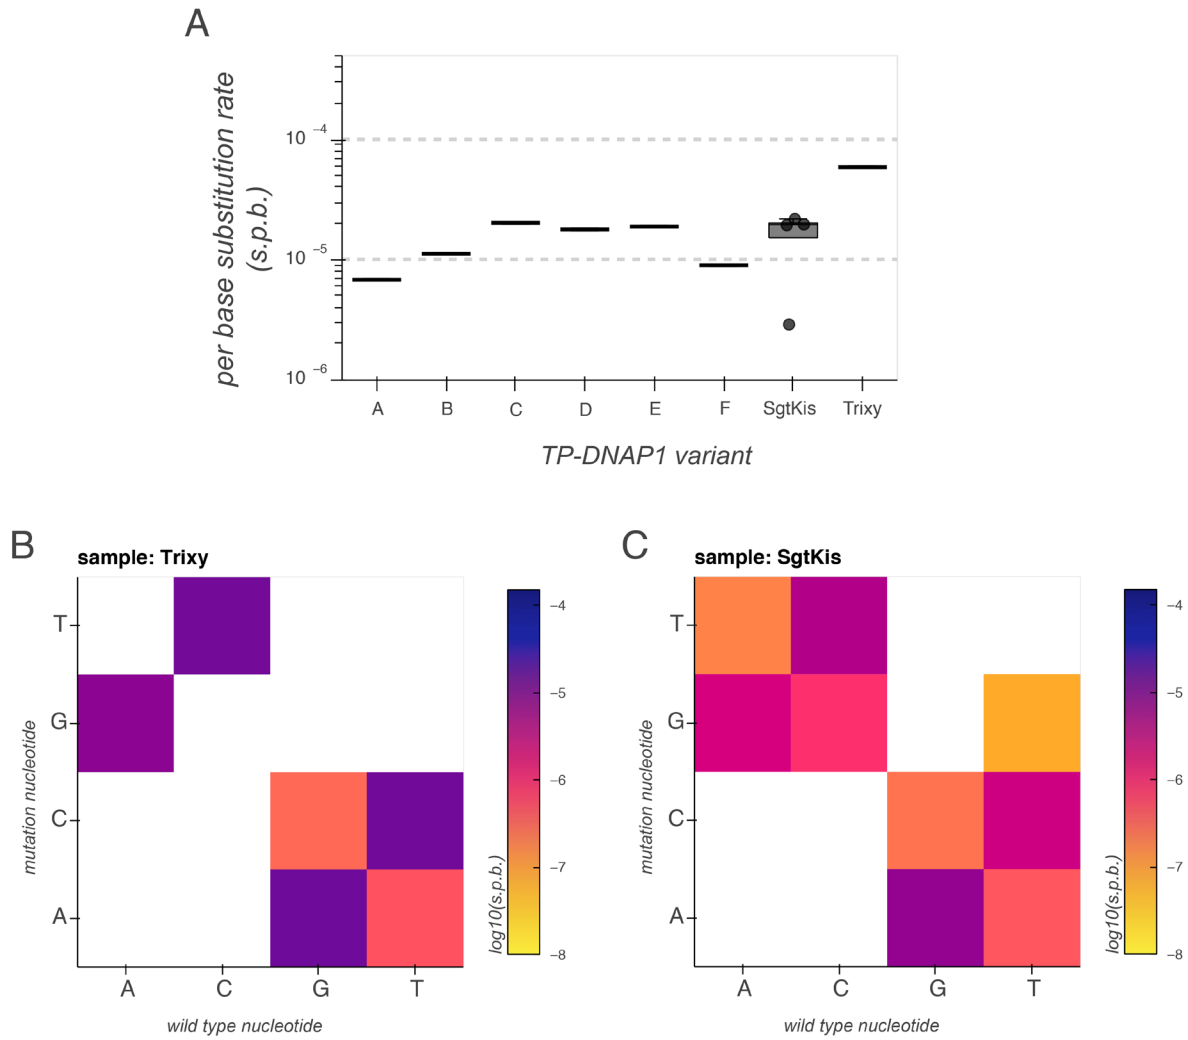 A
per base substitution rate
(s.p.b.)
10 −4
10 −5
10 −6
A B C D E F SgtKis Trixy
TP-DNAP1 variant
B
sample: Trixy
mutation nucleotide
T
G
C
A
A C G T
wild type nucleotide
log10(s.p.b.)
−4
−5
−6
−7
−8
C
sample: SgtKis
mutation nucleotide
T
G
C
A
A C G T
wild type nucleotide
log10(s.p.b.)
−4
−5
−6
−7
−8